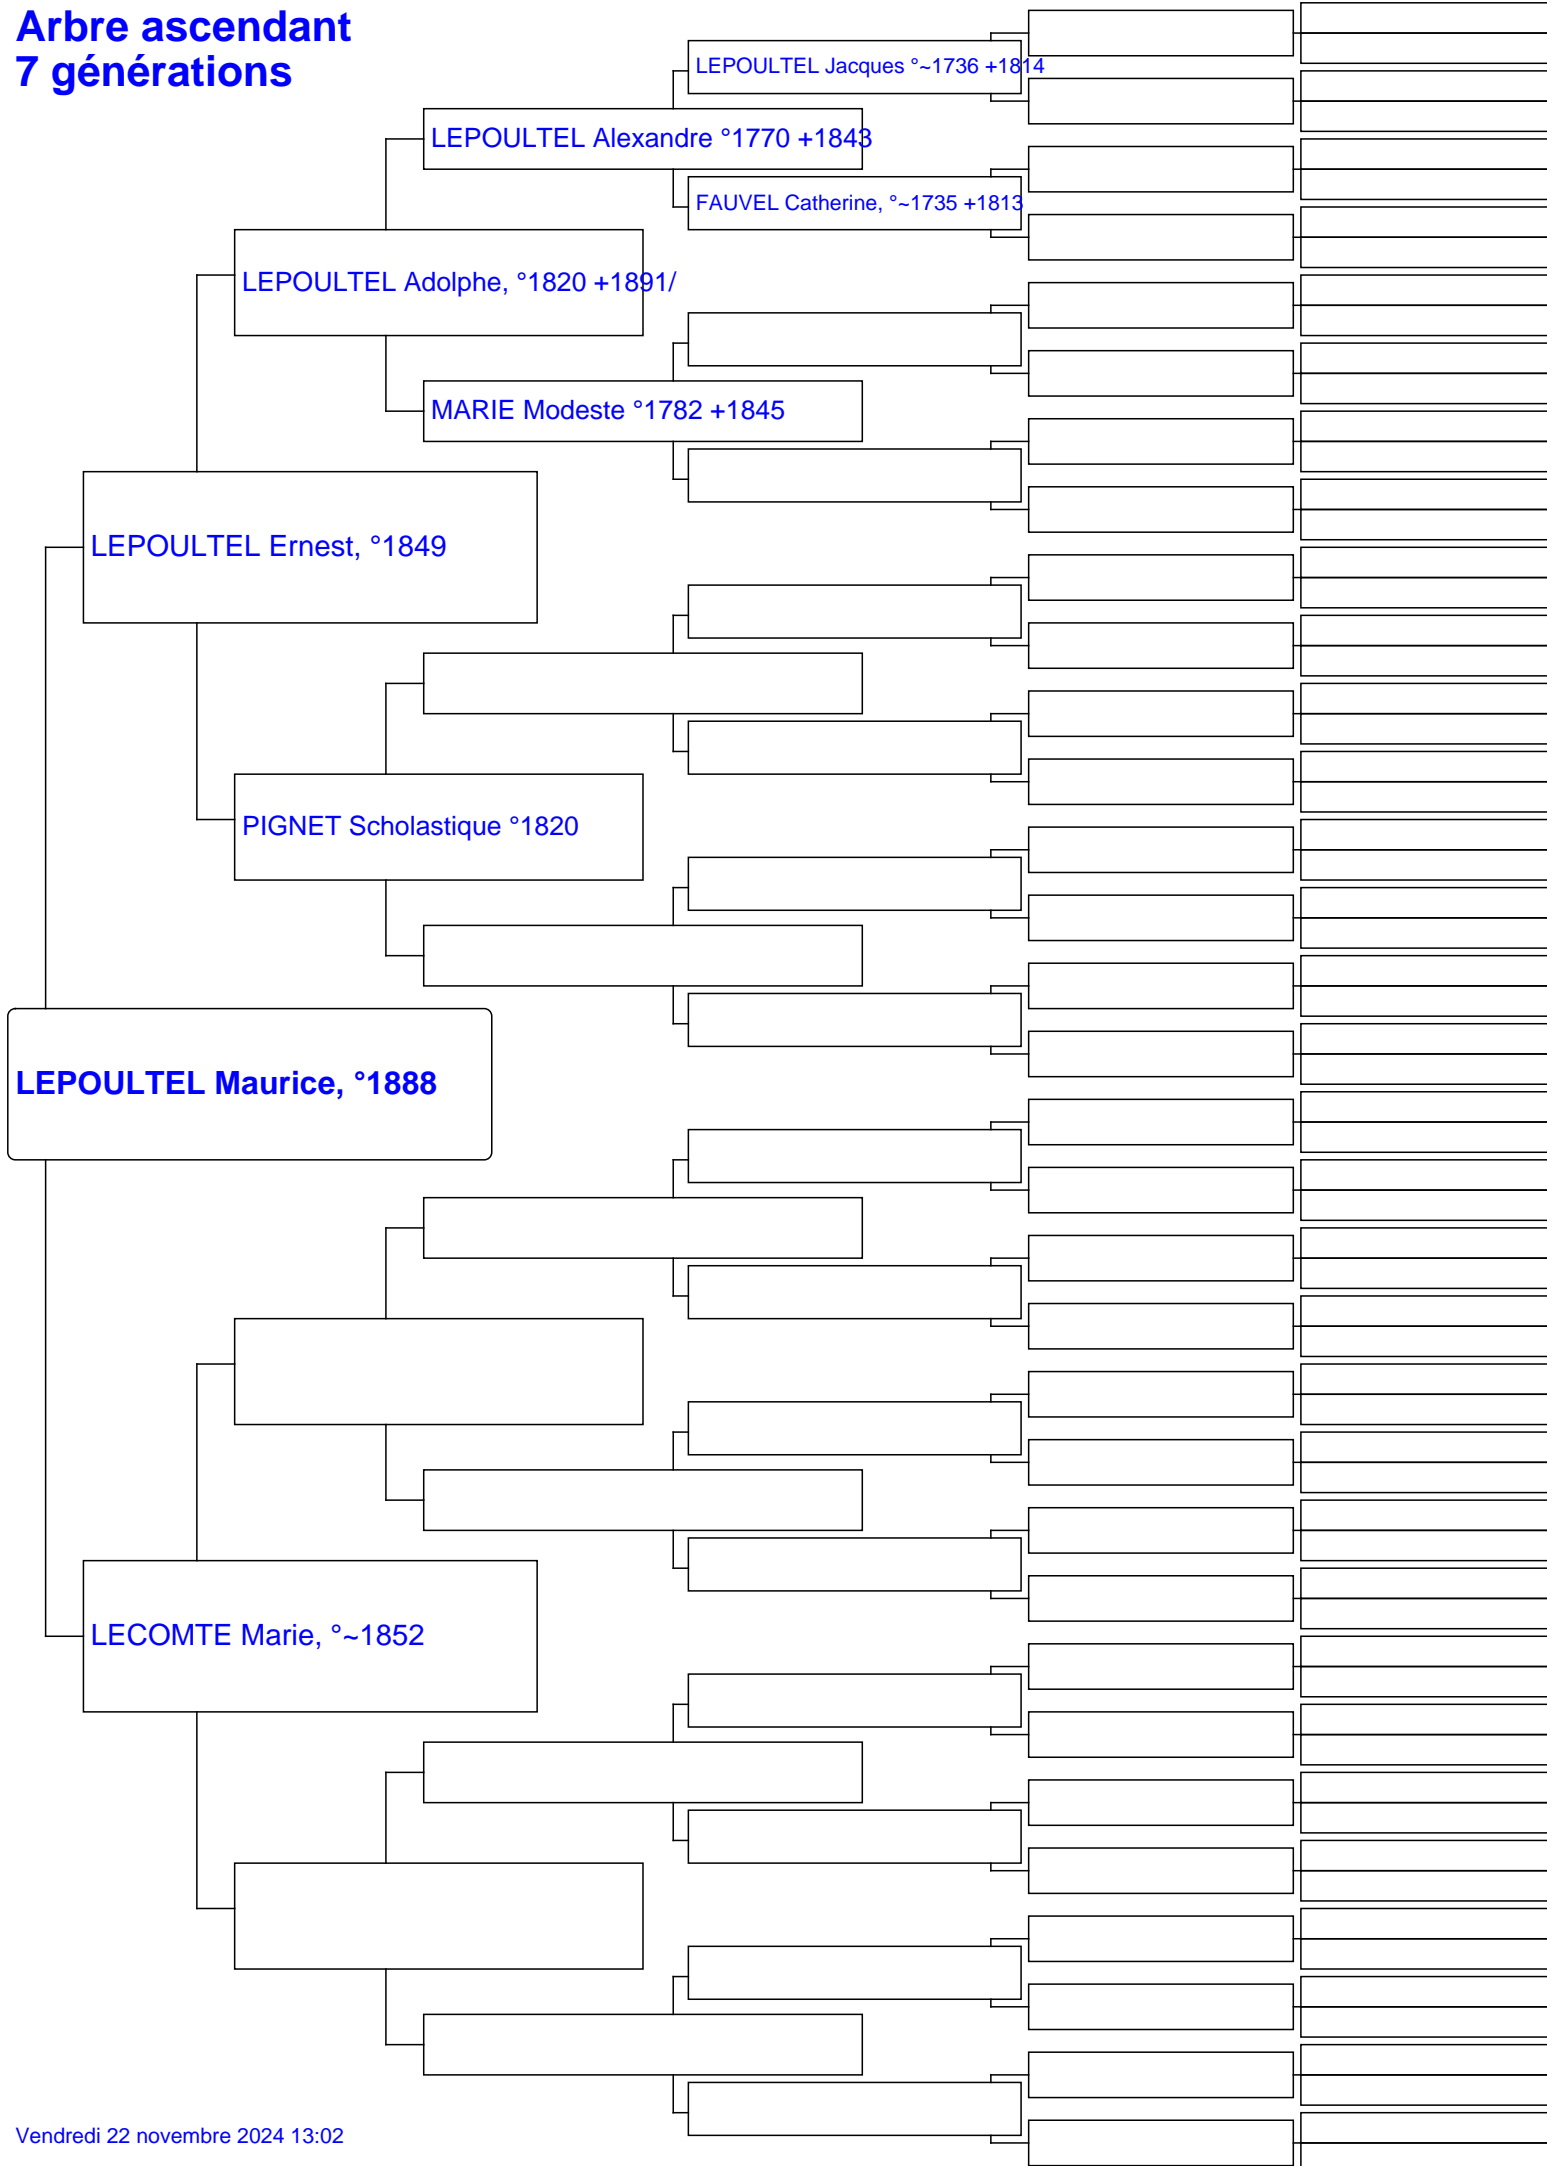 Arbre ascendant
7 générations
LEPOULTEL Jacques °~1736 +1814
LEPOULTEL Alexandre °1770 +1843
FAUVEL Catherine, °~1735 +1813
LEPOULTEL Adolphe, °1820 +1891/
MARIE Modeste °1782 +1845
LEPOULTEL Ernest, °1849
PIGNET Scholastique °1820
LEPOULTEL Maurice, °1888
LECOMTE Marie, °~1852
Vendredi 22 novembre 2024 13:02